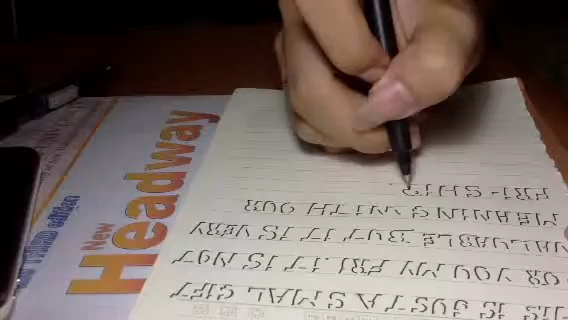 IS JUST A SMAL GIFT
YOU MY FRI. IT IS NOT
VALUABLE BUT IT IS VERY
MEANING WITH OUR
FRI-SHIP
New
Headway
THIRD edition